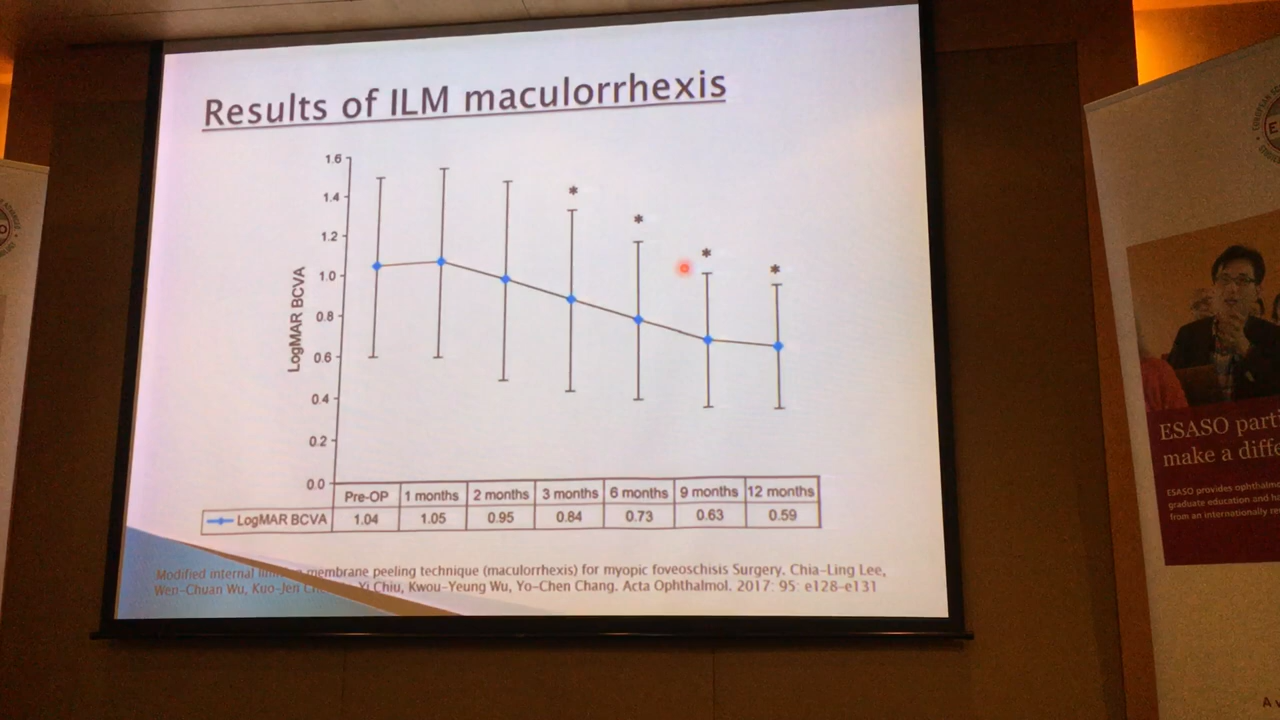 Results of ILM maculorrhexis
1.6
1.4
1.2
1.0
0.8
0.6
0.4
0.2
0.0
LogMAR BCVA
*
*
*
*
Pre-OP 1 months 2 months 3 months 6 months 9 months 12 months
LogMAR BCVA 1.04 1.05 0.95 0.84 0.73 0.63 0.59
Modified internal membrane peeling technique (maculorrhexis) for myopic foveoschisis Surgery. Chia-Ling Lee,
Wen-Chuan Wu, Kuo-Jen Yi Chiu, Kwou-Yeung Wu, Yo-Chen Chang. Acta Ophthalmol. 2017: 95: e128-e131
ESASO part
make a diffe
ESASO provides ophthalm
graduate education and ha
from an internationally re